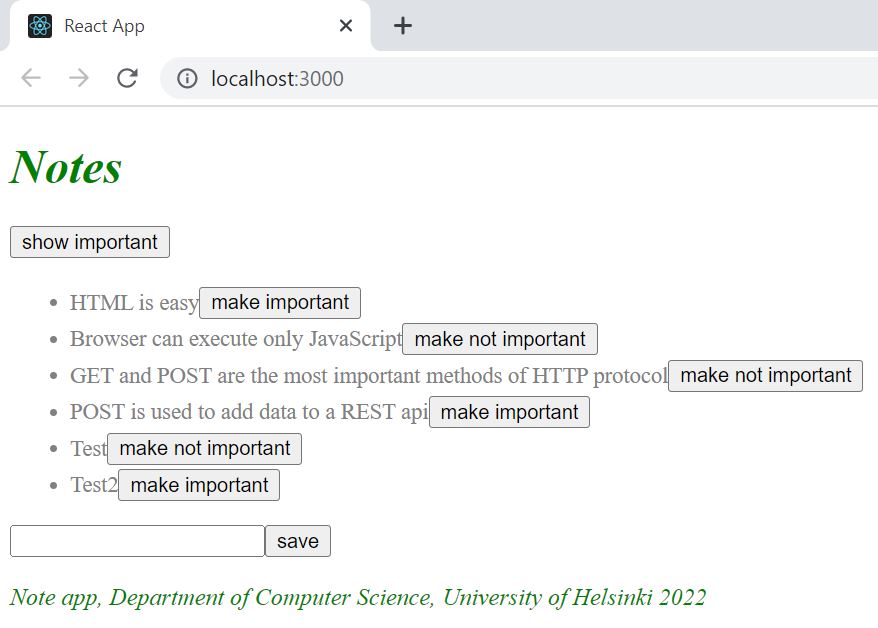 React App
localhost:3000
Notes
show important
HTML is easy make important
Browser can execute only JavaScript make not important
GET and POST are the most important methods of HTTP protocol make not important
POST is used to add data to a REST api make important
Test make not important
Test2 make important
save
Note app, Department of Computer Science, University of Helsinki 2022